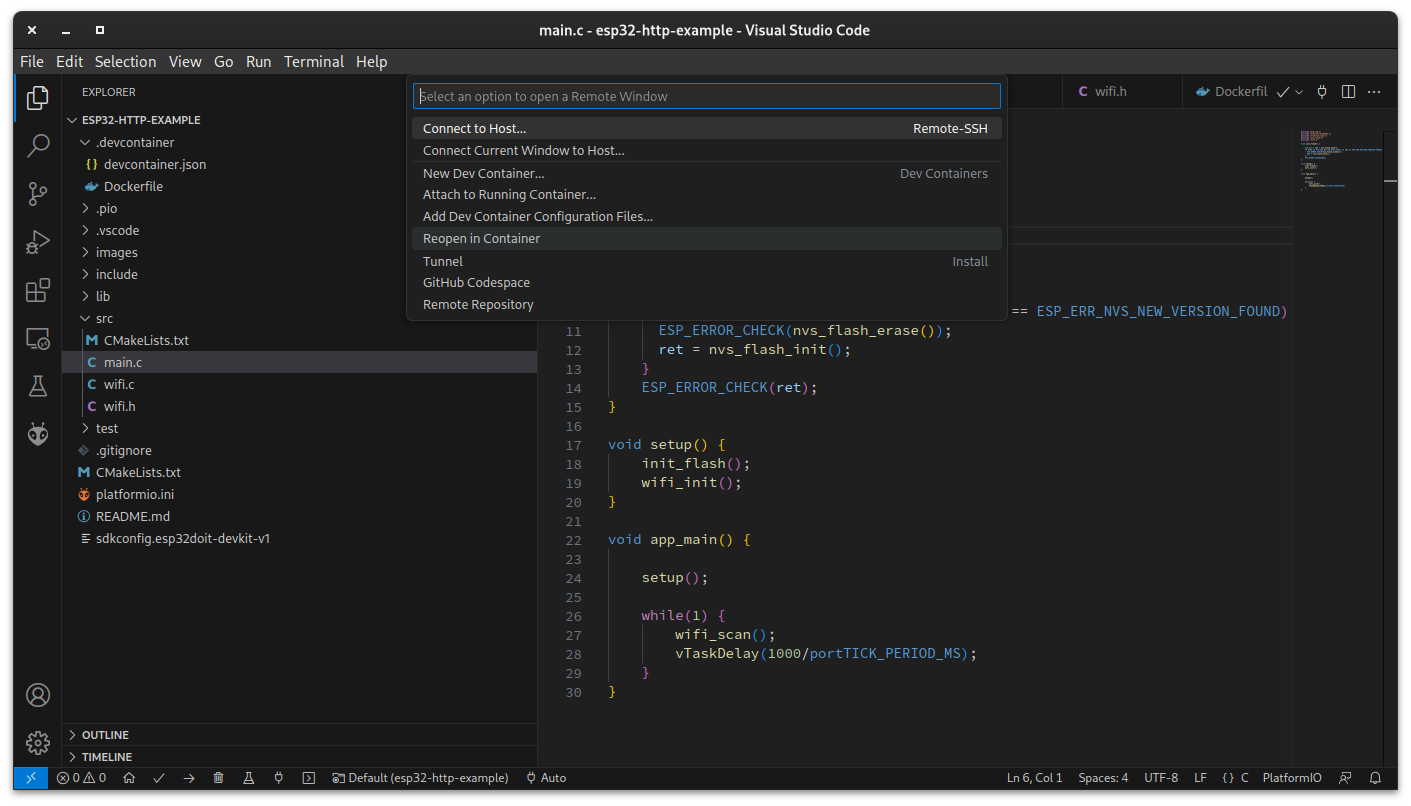 main.c - esp32-http-example - Visual Studio Code
File Edit Selection View Go Run Terminal Help
EXPLORER
ESP32-HTTP-EXAMPLE
.devcontainer
{} devcontainer.json
Dockerfile
.pio
.vscode
images
include
lib
src
M CMakeLists.txt
C main.c
C wifi.c
C wifi.h
test
.gitignore
M CMakeLists.txt
platformio.ini
README.md
sdkconfig.esp32doit-devkit-v1
OUTLINE
TIMELINE
Select an option to open a Remote Window
Connect to Host... Remote-SSH
Connect Current Window to Host...
New Dev Container... Dev Containers
Attach to Running Container...
Add Dev Container Configuration Files...
Reopen in Container
Tunnel Install
GitHub Codespace
Remote Repository
C wifi.h Dockerfil
== ESP_ERR_NVS_NEW_VERSION_FOUND)
11 ESP_ERROR_CHECK(nvs_flash_erase());
12 ret = nvs_flash_init();
13 }
14 ESP_ERROR_CHECK(ret);
15 }
16
17 void setup() {
18 init_flash();
19 wifi_init();
20 }
21
22 void app_main() {
23
24 setup();
25
26 while(1) {
27 wifi_scan();
28 vTaskDelay(1000/portTICK_PERIOD_MS);
29 }
30 }
0 0 Default (esp32-http-example) Auto Ln 6, Col 1 Spaces: 4 UTF-8 LF {} C PlatformIO